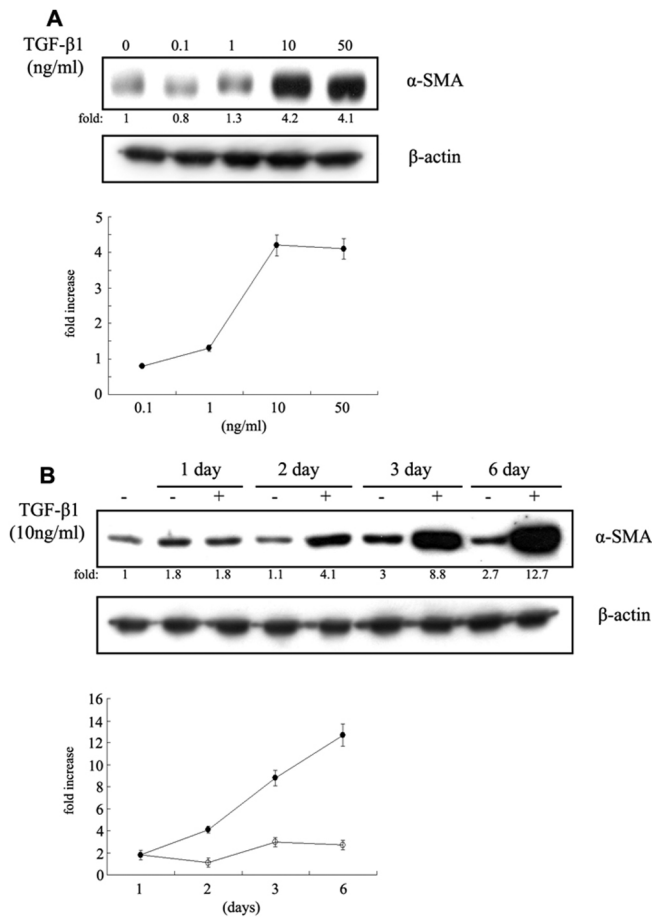 A
TGF-β1 0 0.1 1 10 50
(ng/ml)
α-SMA
fold: 1 0.8 1.3 4.2 4.1
β-actin
5
4
3
2
1
0
fold increase
0.1 1 10 50
(ng/ml)
B
1 day 2 day 3 day 6 day
TGF-β1 - - + - + - + - +
(10ng/ml)
α-SMA
fold: 1 1.8 1.8 1.1 4.1 3 8.8 2.7 12.7
β-actin
16
14
12
10
8
6
4
2
0
fold increase
1 2 3 6
(days)